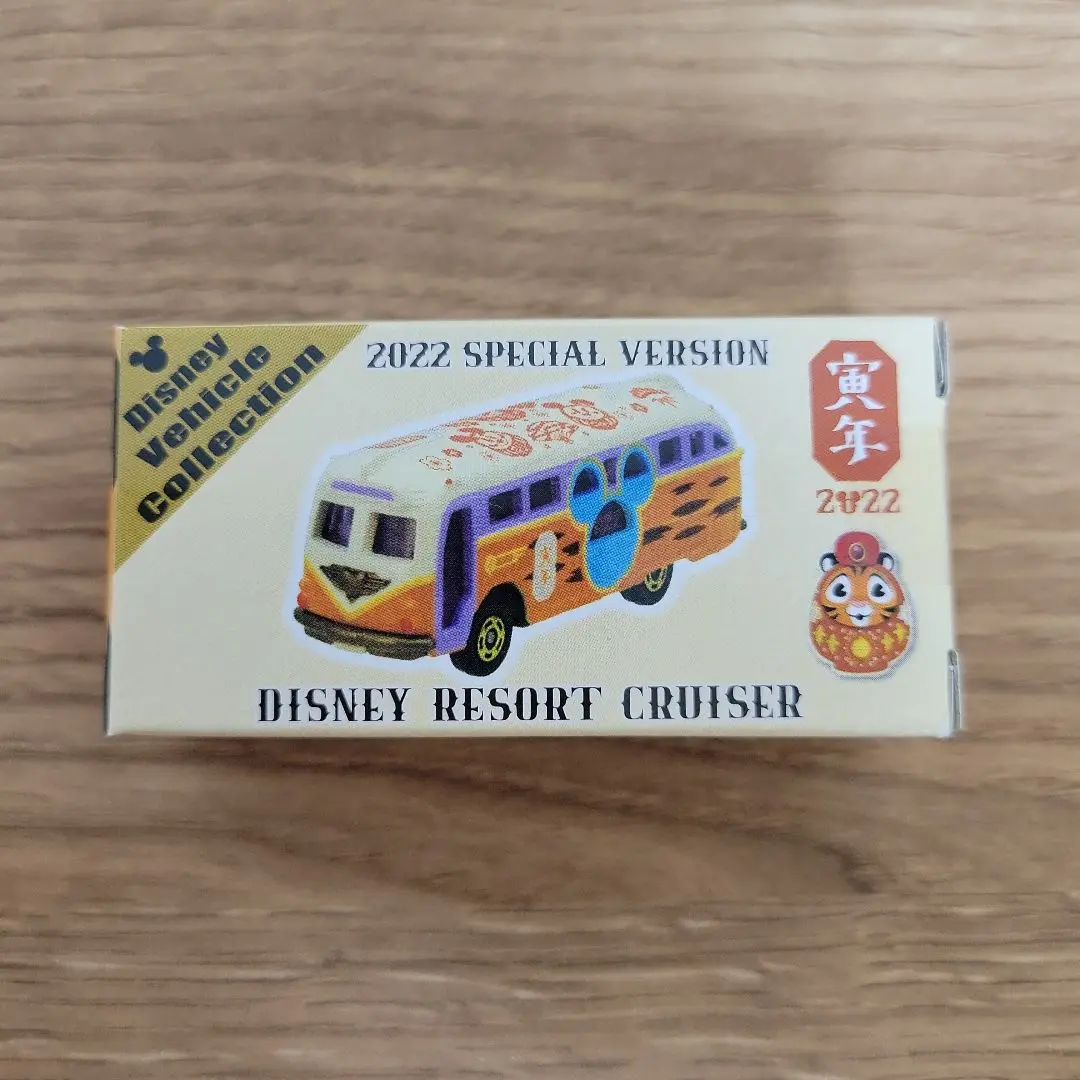 Disney
Vehicle
Collection
2022 SPECIAL VERSION
寅年
2022
DISNEY RESORT CRUISER